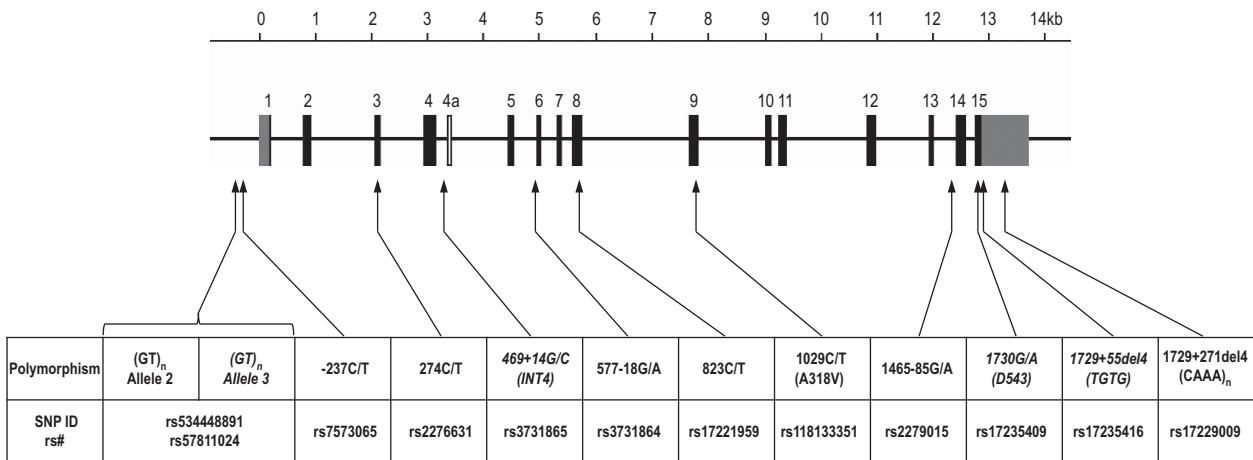 0 1 2 3 4 5 6 7 8 9 10 11 12 13 14kb
1 2 3 4 4a 5 6 7 8 9 10 11 12 13 14 15
Polymorphism
(GT)n
Allele 2
(GT)n
Allele 3
-237C/T
274C/T
469+14G/C
(INT4)
577-18G/A
823C/T
1029C/T
(A318V)
1465-85G/A
1730G/A
(D543)
1729+55del4
(TGTG)
1729+271del4
(CAAA)n
SNP ID
rs#
rs534448891
rs57811024
rs7573065
rs2276631
rs3731865
rs3731864
rs17221959
rs118133351
rs2279015
rs17235409
rs17235416
rs17229009